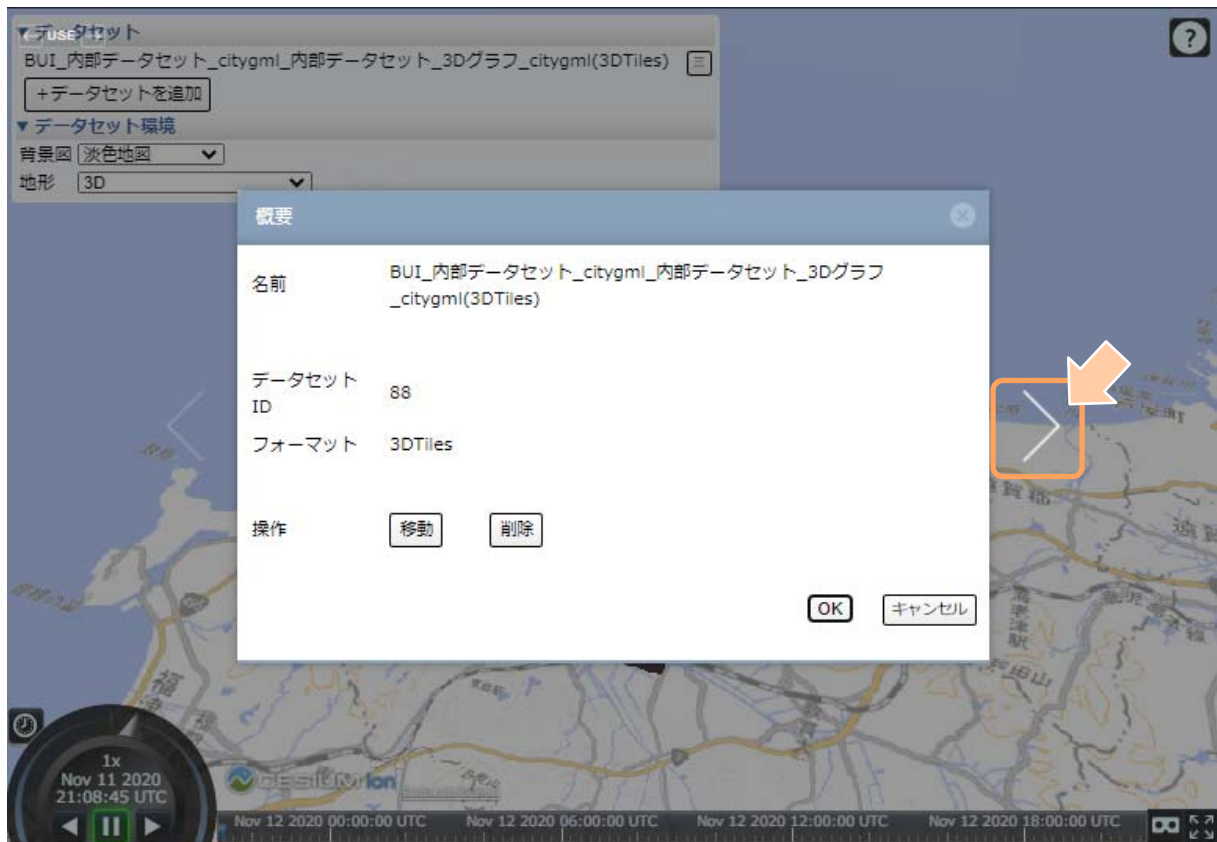 ▼データセット
USE
BUI_内部データセット_citygml_内部データセット_3Dグラフ_citygml(3DTiles)
+データセットを追加
▼データセット環境
背景図 淡色地図
地形 3D
?
概要
名前
BUI_内部データセット_citygml_内部データセット_3Dグラフ
_citygml(3DTiles)
データセット
ID
88
フォーマット 3DTiles
操作 移動 削除
OK キャンセル
1x
Nov 11 2020
21:08:45 UTC
CESIUM ion
Nov 12 2020 00:00:00 UTC
Nov 12 2020 06:00:00 UTC
Nov 12 2020 12:00:00 UTC
Nov 12 2020 18:00:00 UTC